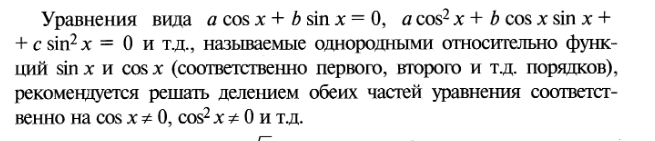 Уравнения вида a cos x + b sin x = 0, a cos² x + b cos x sin x +
+ c sin² x = 0 и т.д., называемые однородными относительно функ-
ций sin x и cos x (соответственно первого, второго и т.д. порядков),
рекомендуется решать делением обеих частей уравнения соответст-
венно на cos x ≠ 0, cos² x ≠ 0 и т.д.